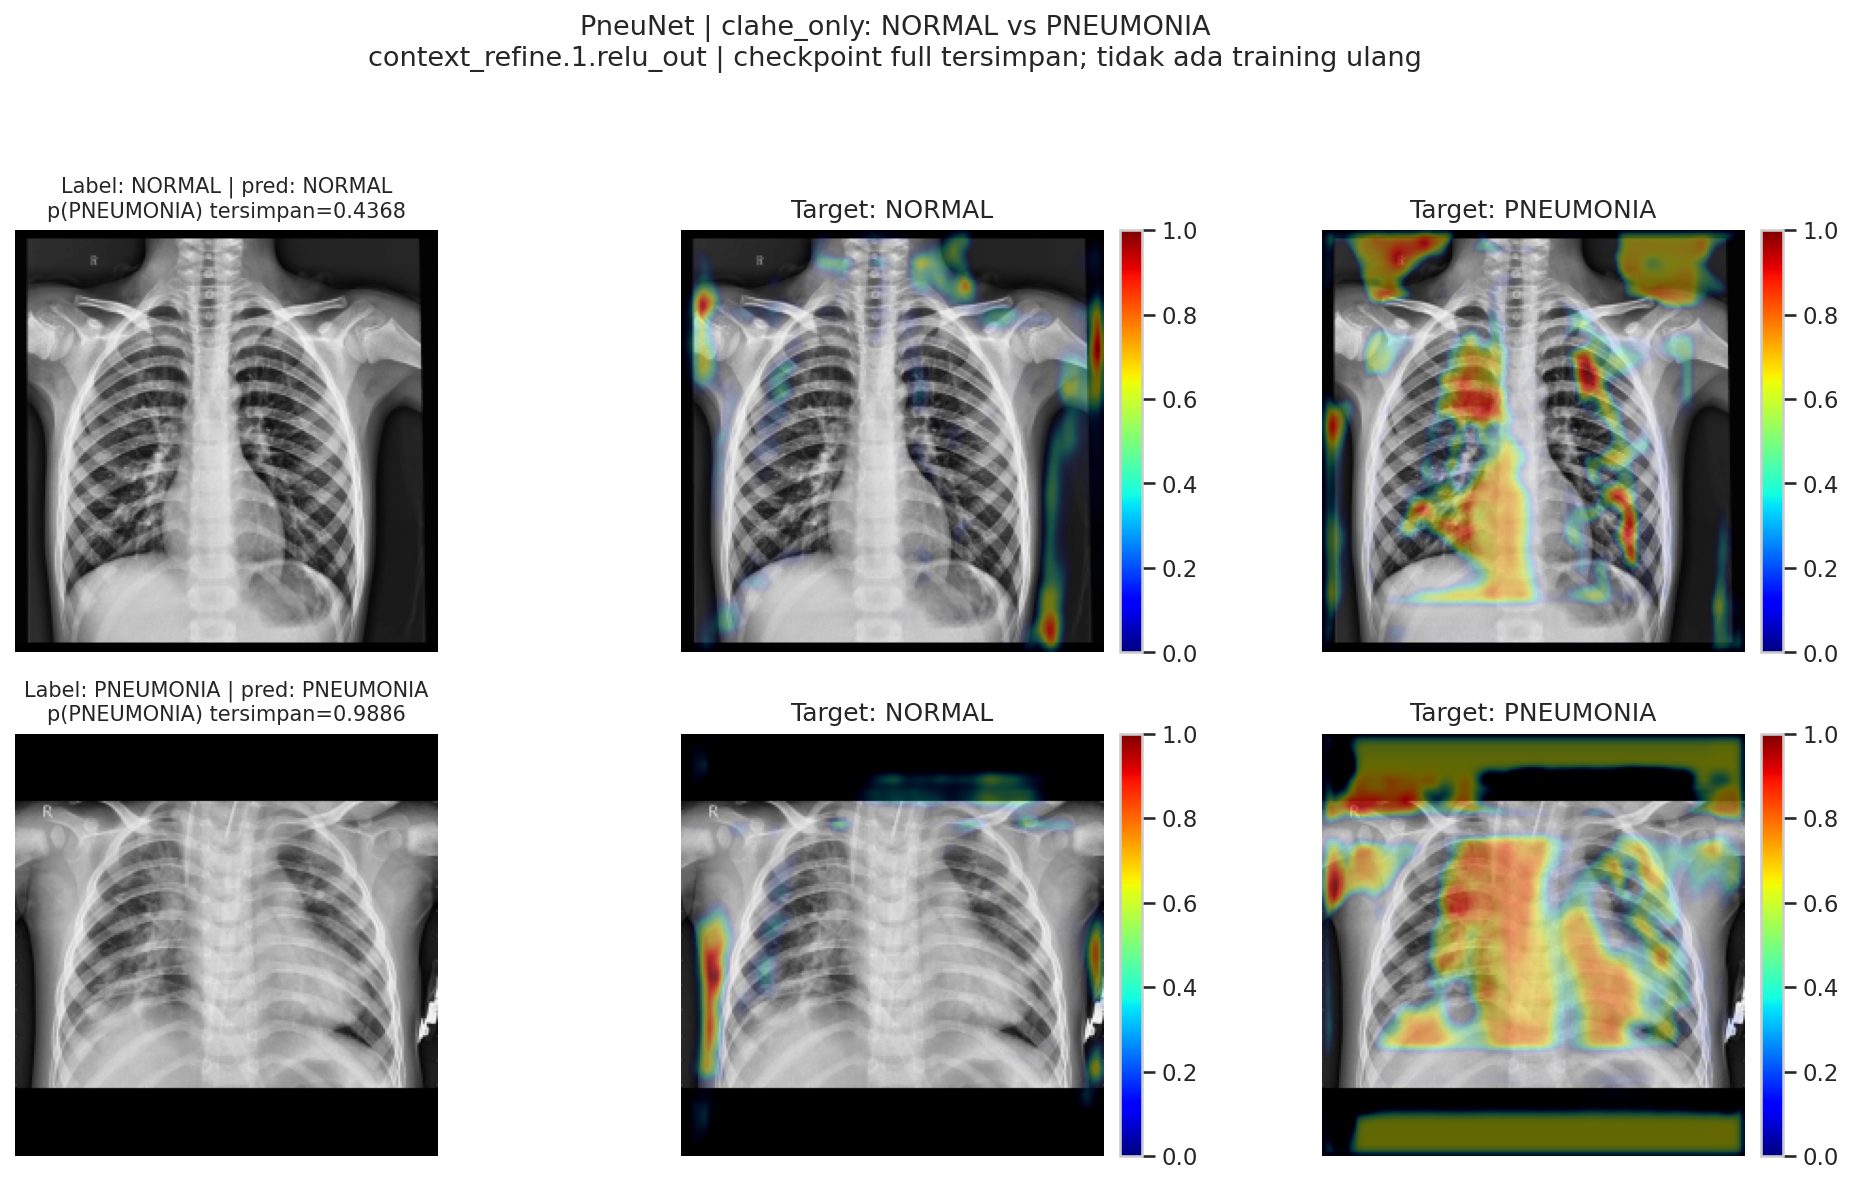 PneuNet | clahe_only: NORMAL vs PNEUMONIA
context_refine.1.relu_out | checkpoint full tersimpan; tidak ada training ulang
Label: NORMAL | pred: NORMAL
p(PNEUMONIA) tersimpan=0.4368
Target: NORMAL
Target: PNEUMONIA
R
R
R
1.0
0.8
0.6
0.4
0.2
0.0
1.0
0.8
0.6
0.4
0.2
0.0
Label: PNEUMONIA | pred: PNEUMONIA
p(PNEUMONIA) tersimpan=0.9886
Target: NORMAL
Target: PNEUMONIA
R
R
R
1.0
0.8
0.6
0.4
0.2
0.0
1.0
0.8
0.6
0.4
0.2
0.0